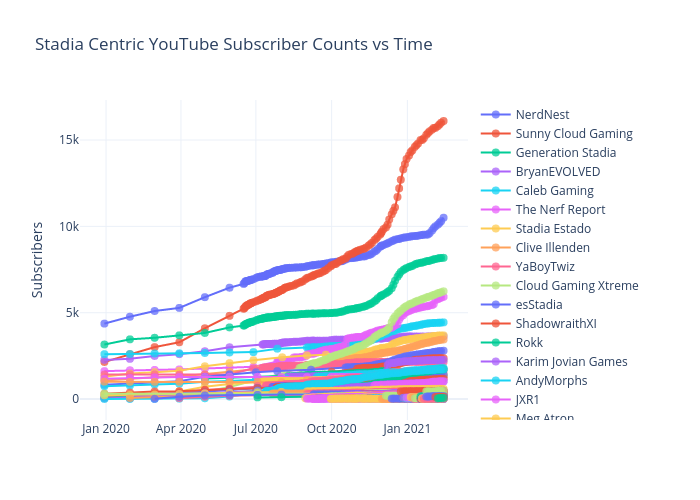 Stadia Centric YouTube Subscriber Counts vs Time
15k
10k
5k
0
Subscribers
Jan 2020
Apr 2020
Jul 2020
Oct 2020
Jan 2021
NerdNest
Sunny Cloud Gaming
Generation Stadia
BryanEVOLVED
Caleb Gaming
The Nerf Report
Stadia Estado
Clive Illenden
YaBoyTwiz
Cloud Gaming Xtreme
esStadia
ShadowraithXI
Rokk
Karim Jovian Games
AndyMorphs
JXR1
Meg Atron